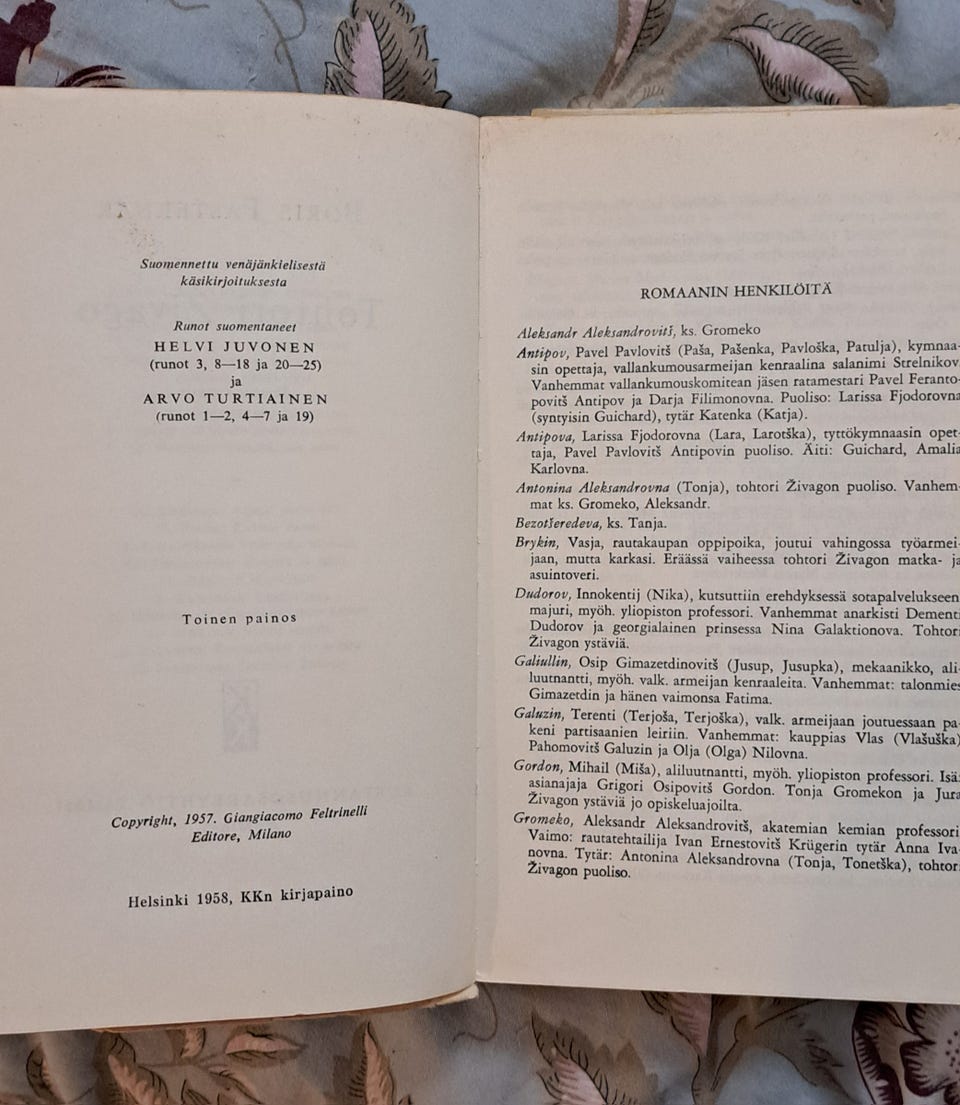 Suomennettu venäjänkielisestä
käsikirjoituksesta
Runot suomentaneet
HELVI JUVONEN
(runot 3, 8—18 ja 20—25)
ja
ARVO TURTIAINEN
(runot 1—2, 4—7 ja 19)
Toinen painos
Copyright, 1957. Giangiacomo Feltrinelli
Editore, Milano
Helsinki 1958, KKn kirjapaino
ROMAANIN HENKILÖITÄ
Aleksandr Aleksandrovitš, ks. Gromeko
Antipov, Pavel Pavlovitš (Paša, Pašenka, Pavloška, Patulja), kymnaa-
sin opettaja, vallankumousarmeijan kenraalina salanimi Strelnikov.
Vanhemmat vallankumouskomitean jäsen ratamestari Pavel Feranto-
povitš Antipov ja Darja Filimonovna. Puoliso: Larissa Fjodorovna
(syntyisin Guichard), tytär Katenka (Katja).
Antipova, Larissa Fjodorovna (Lara, Larotška), tyttökymnaasin opet-
taja, Pavel Pavlovitš Antipovin puoliso. Äiti: Guichard, Amalia
Karlovna.
Antonina Aleksandrovna (Tonja), tohtori Živagon puoliso. Vanhem-
mat ks. Gromeko, Aleksandr.
Bezotšeredeva, ks. Tanja.
Brykin, Vasja, rautakaupan oppipoika, joutui vahingossa työarmei-
jaan, mutta karkasi. Eräässä vaiheessa tohtori Živagon matka- ja
asuintoveri.
Dudorov, Innokentij (Nika), kutsuttiin erehdyksessä sotapalvelukseen,
majuri, myöh. yliopiston professori. Vanhemmat anarkisti Dementi
Dudorov ja georgialainen prinsessa Nina Galaktionova. Tohtori
Živagon ystäviä.
Galiullin, Osip Gimazetdinovitš (Jusup, Jusupka), mekaanikko, ali-
luutnantti, myöh. valk. armeijan kenraaleita. Vanhemmat: talonmies
Gimazetdin ja hänen vaimonsa Fatima.
Galuzin, Terenti (Terjoša, Terjoška), valk. armeijaan joutuessaan pa-
keni partisaanien leiriin. Vanhemmat: kauppias Vlas (Vlašuška)
Pahomovitš Galuzin ja Olja (Olga) Nilovna.
Gordon, Mihail (Miša), aliluutnantti, myöh. yliopiston professori. Isä:
asianajaja Grigori Osipovitš Gordon. Tonja Gromekon ja Jura
Živagon ystäviä jo opiskeluajoilta.
Gromeko, Aleksandr Aleksandrovitš, akatemian kemian professori.
Vaimo: rautatehtailija Ivan Ernestovitš Krügerin tytär Anna Iva-
novna. Tytär: Antonina Aleksandrovna (Tonja, Tonetška), tohtori
Živagon puoliso.